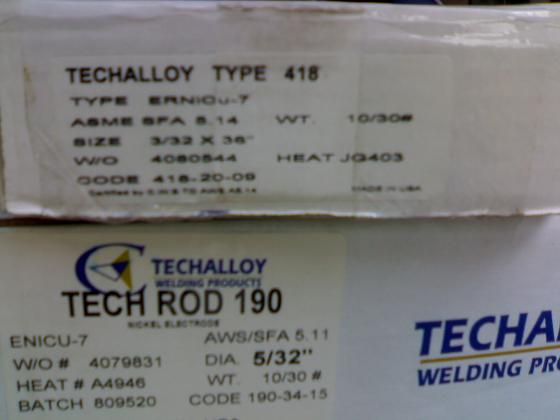 TECHALLOY TYPE 418
TYPE ERNiCu-7
ASME SFA 5.14 WT. 10/30#
SIZE 3/32 X 36"
W/O 4080544 HEAT JG403
CODE 418-20-09
MADE IN USA
TECHALLOY
WELDING PRODUCTS
TECH ROD 190
NICKEL ELECTRODE
ENICU-7 AWS/SFA 5.11
W/O # 4079831 DIA. 5/32"
HEAT # A4946 WT. 10/30 #
BATCH 809520 CODE 190-34-15
TECHA
WELDING PRO